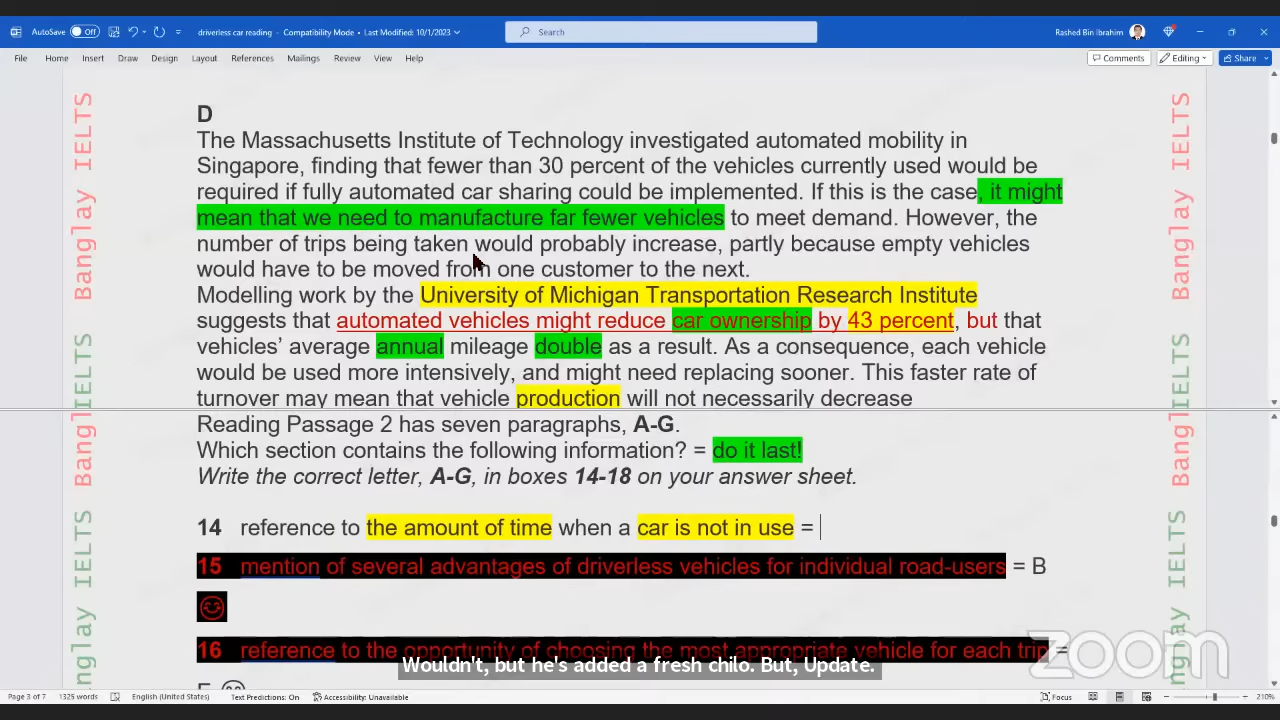 AutoSave Off driverless car reading - Compatibility Mode • Last Modified: 10/1/2023 Search Rashed Bin Ibrahim
File Home Insert Draw Design Layout References Mailings Review View Help Comments Editing Share
Banglay IELTS
Banglay IELTS
D
The Massachusetts Institute of Technology investigated automated mobility in
Singapore, finding that fewer than 30 percent of the vehicles currently used would be
required if fully automated car sharing could be implemented. If this is the case, it might
mean that we need to manufacture far fewer vehicles to meet demand. However, the
number of trips being taken would probably increase, partly because empty vehicles
would have to be moved from one customer to the next.
Modelling work by the University of Michigan Transportation Research Institute
suggests that automated vehicles might reduce car ownership by 43 percent, but that
vehicles’ average annual mileage double as a result. As a consequence, each vehicle
would be used more intensively, and might need replacing sooner. This faster rate of
turnover may mean that vehicle production will not necessarily decrease
Reading Passage 2 has seven paragraphs, A-G.
Which section contains the following information? = do it last!
Write the correct letter, A-G, in boxes 14-18 on your answer sheet.
14 reference to the amount of time when a car is not in use =
15 mention of several advantages of driverless vehicles for individual road-users = B
16 reference to the opportunity of choosing the most appropriate vehicle for each trip =
Wouldn't, but he's added a fresh chilo. But, Update.
zoom
Page 3 of 7 1325 words English (United States) Text Predictions: On Accessibility: Unavailable Focus 210%